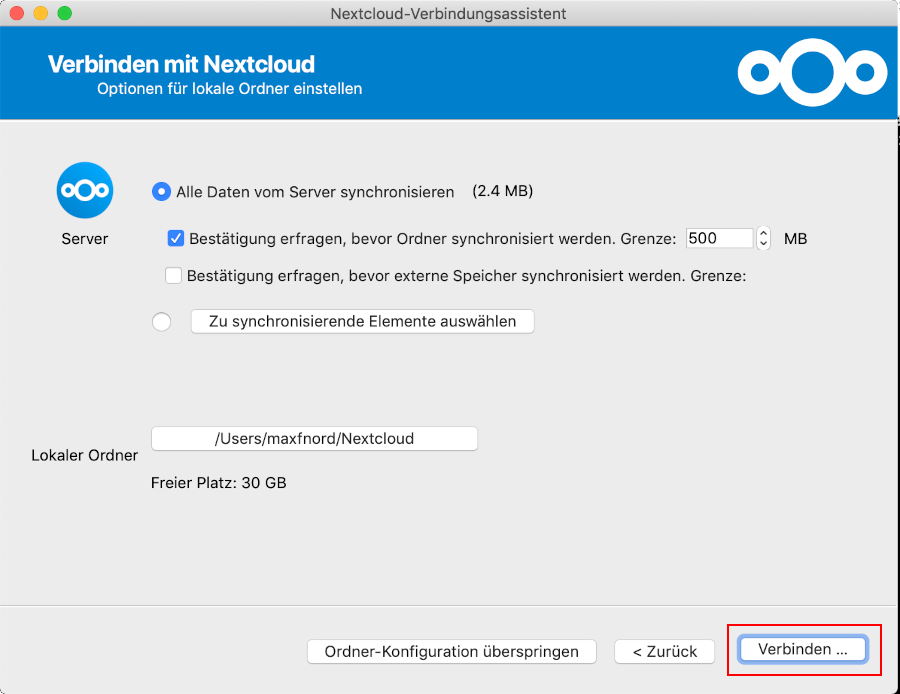 Nextcloud-Verbindungsassistent
Verbinden mit Nextcloud
Optionen für lokale Ordner einstellen
Server
Alle Daten vom Server synchronisieren (2.4 MB)
Bestätigung erfragen, bevor Ordner synchronisiert werden. Grenze: 500 MB
Bestätigung erfragen, bevor externe Speicher synchronisiert werden. Grenze:
Zu synchronisierende Elemente auswählen
Lokaler Ordner
/Users/maxfnord/Nextcloud
Freier Platz: 30 GB
Ordner-Konfiguration überspringen
< Zurück
Verbinden ...